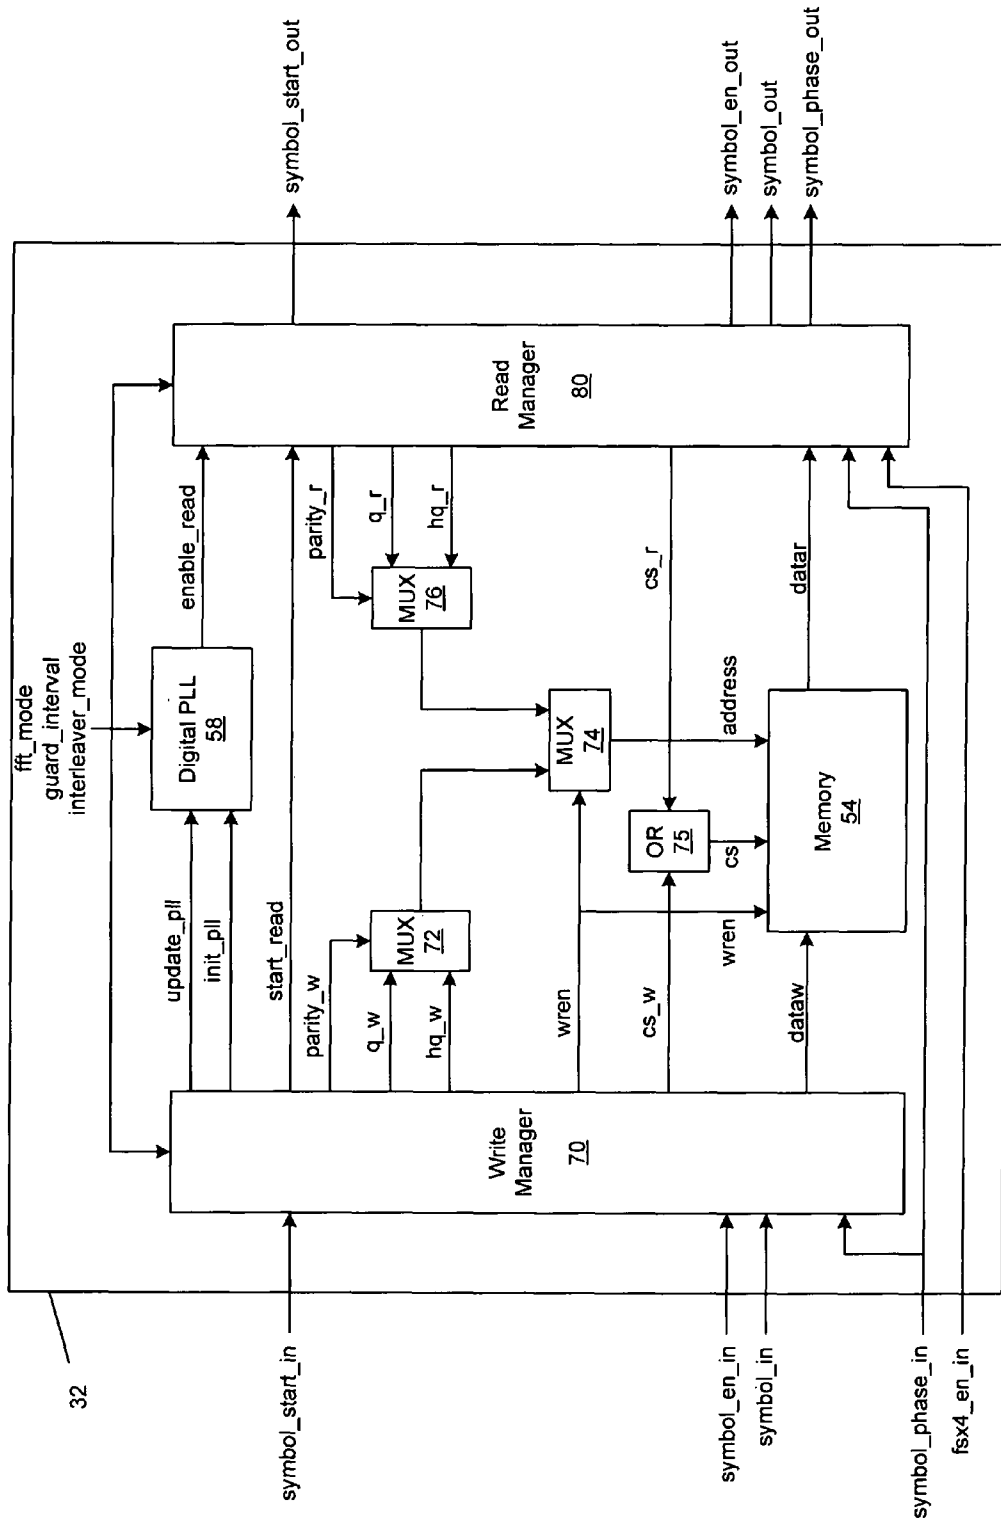 fft_mode
guard_interval
interleaver_mode
32
symbol_start_in
symbol_en_in
symbol_in
symbol_phase_in
fsx4_en_in
Write
Manager
70
update_pll
init_pll
start_read
parity_w
q_w
hq_w
wren
cs_w
dataw
Digital PLL
58
enable_read
MUX
72
MUX
74
MUX
76
OR
75
cs
wren
address
Memory
54
parity_r
q_r
hq_r
cs_r
datar
Read
Manager
80
symbol_start_out
symbol_en_out
symbol_out
symbol_phase_out